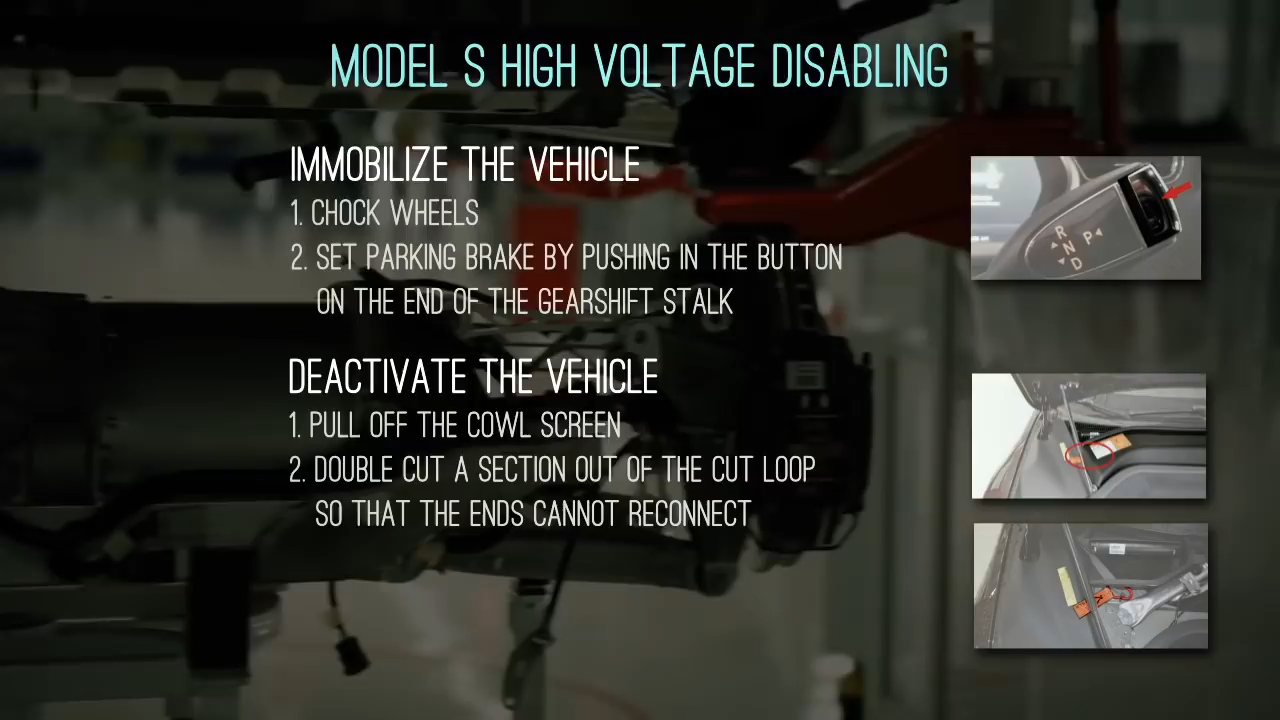 MODEL S HIGH VOLTAGE DISABLING
IMMOBILIZE THE VEHICLE
1. CHOCK WHEELS
2. SET PARKING BRAKE BY PUSHING IN THE BUTTON
ON THE END OF THE GEARSHIFT STALK
R
N
P
D
DEACTIVATE THE VEHICLE
1. PULL OFF THE COWL SCREEN
2. DOUBLE CUT A SECTION OUT OF THE CUT LOOP
SO THAT THE ENDS CANNOT RECONNECT